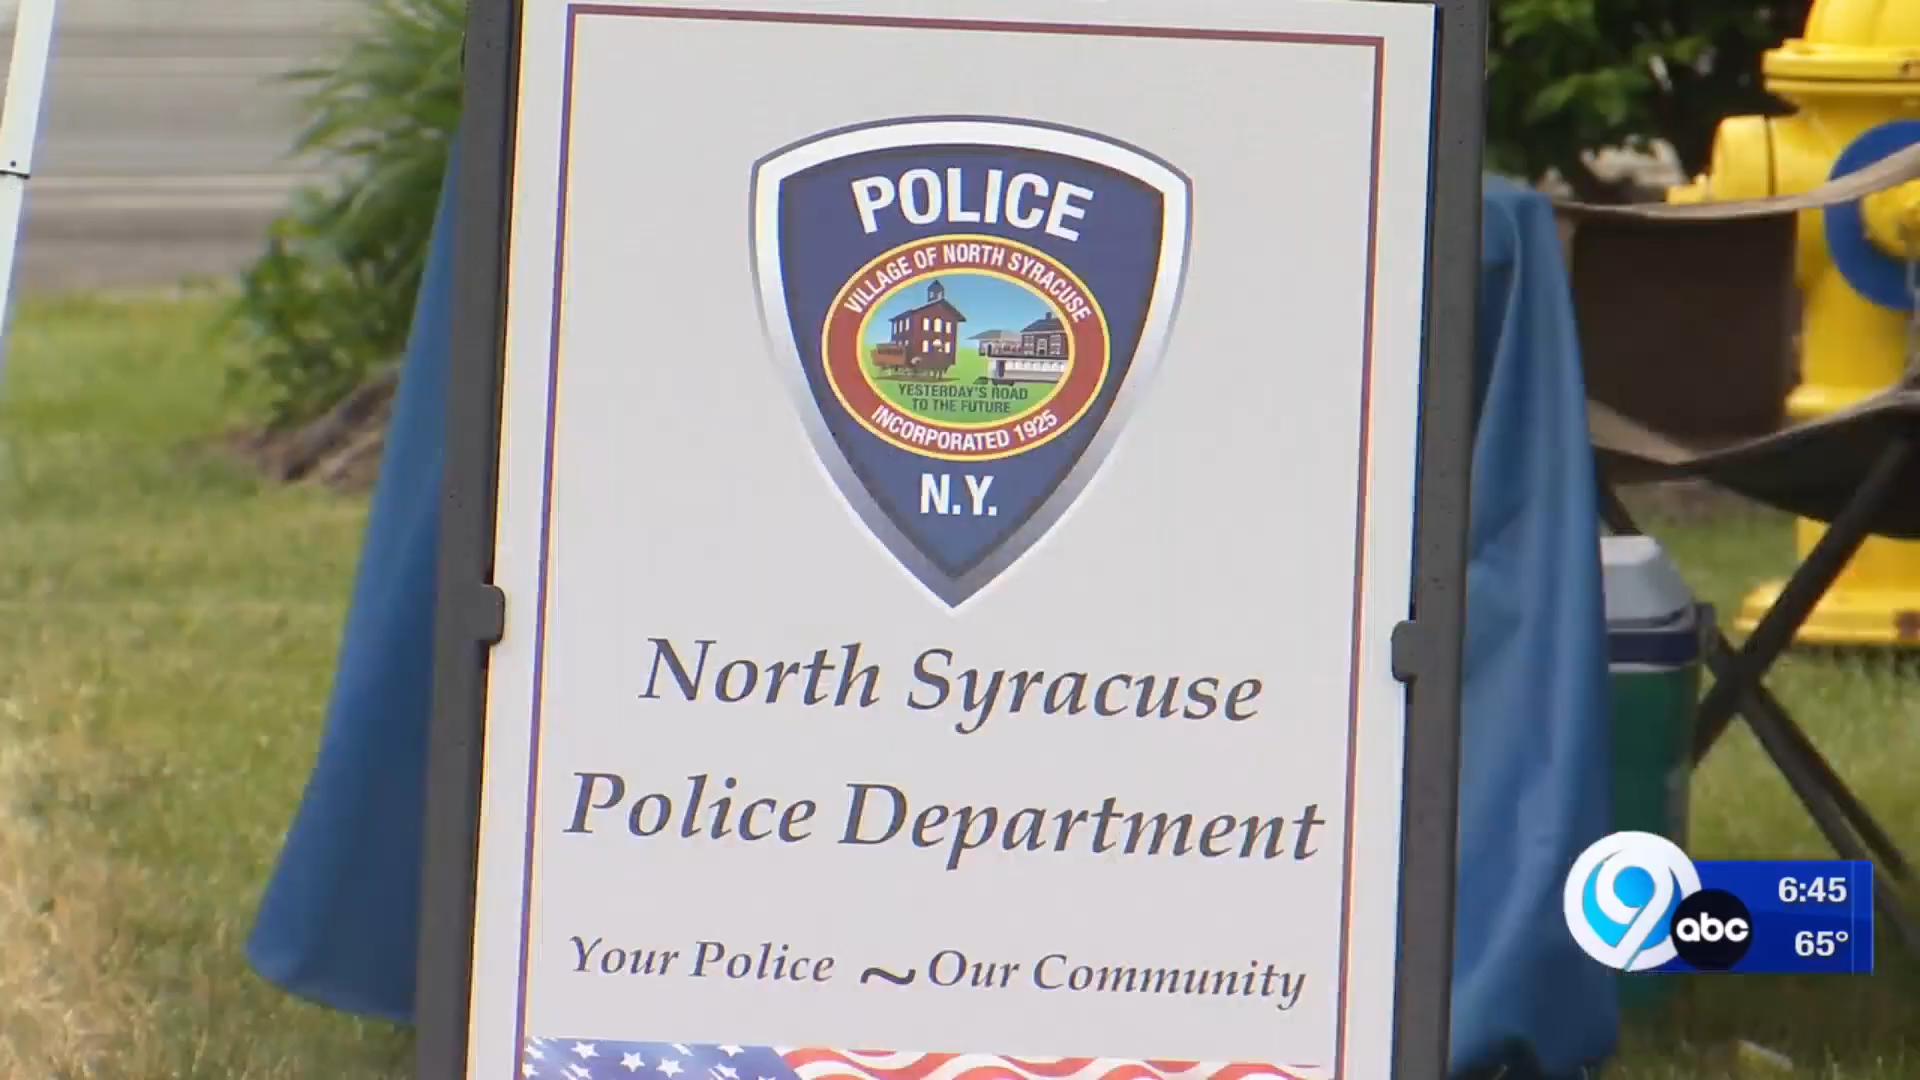 POLICE
VILLAGE OF NORTH SYRACUSE
YESTERDAY'S ROAD
TO THE FUTURE
INCORPORATED 1925
N.Y.
North Syracuse
Police Department
Your Police ~ Our Community
9
abc
6:45
65°